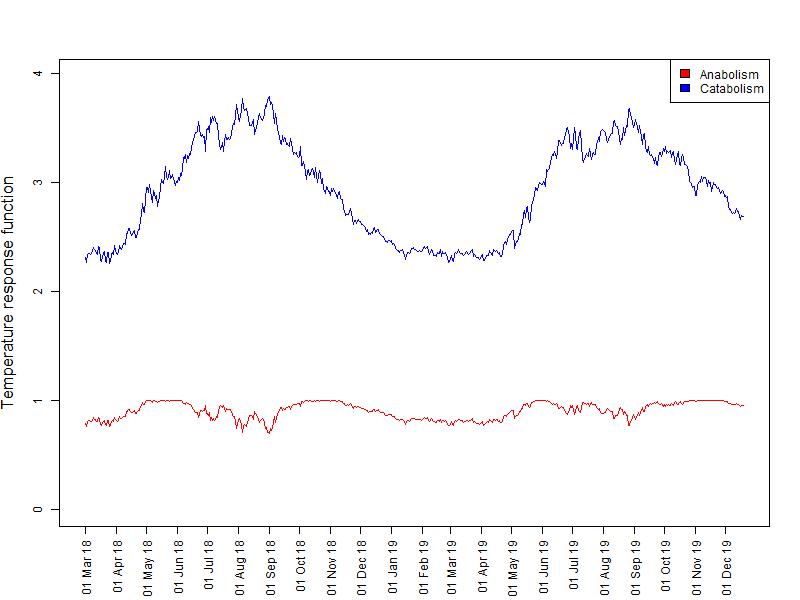 Anabolism
Catabolism
Temperature response function
4
3
2
1
0
01 Mar 18
01 Apr 18
01 May 18
01 Jun 18
01 Jul 18
01 Aug 18
01 Sep 18
01 Oct 18
01 Nov 18
01 Dec 18
01 Jan 19
01 Feb 19
01 Mar 19
01 Apr 19
01 May 19
01 Jun 19
01 Jul 19
01 Aug 19
01 Sep 19
01 Oct 19
01 Nov 19
01 Dec 19